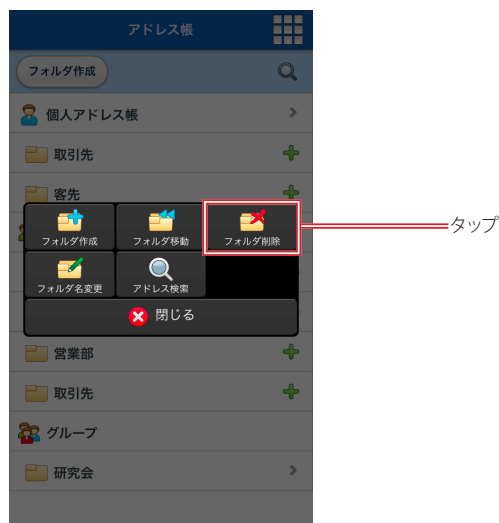 アドレス帳
フォルダ作成
個人アドレス帳
取引先
客先
フォルダ作成
フォルダ移動
フォルダ削除
タップ
フォルダ名変更
アドレス検索
閉じる
営業部
取引先
グループ
研究会